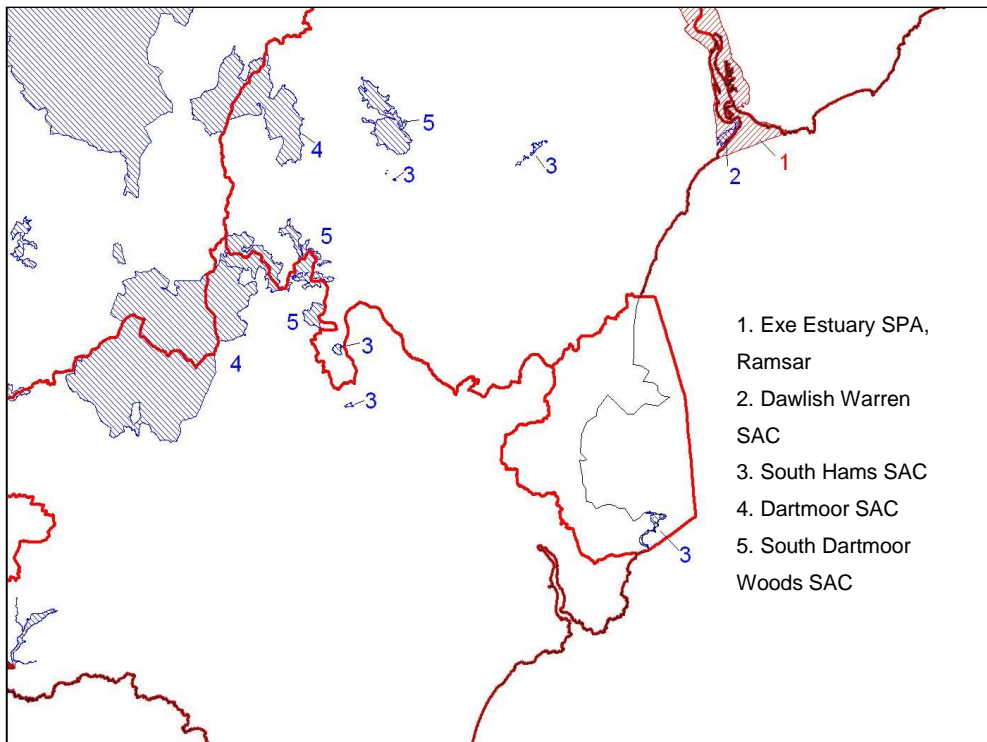 4
5
3
3
2
1
5
5
3
4
3
3
1. Exe Estuary SPA,
Ramsar
2. Dawlish Warren
SAC
3. South Hams SAC
4. Dartmoor SAC
5. South Dartmoor
Woods SAC